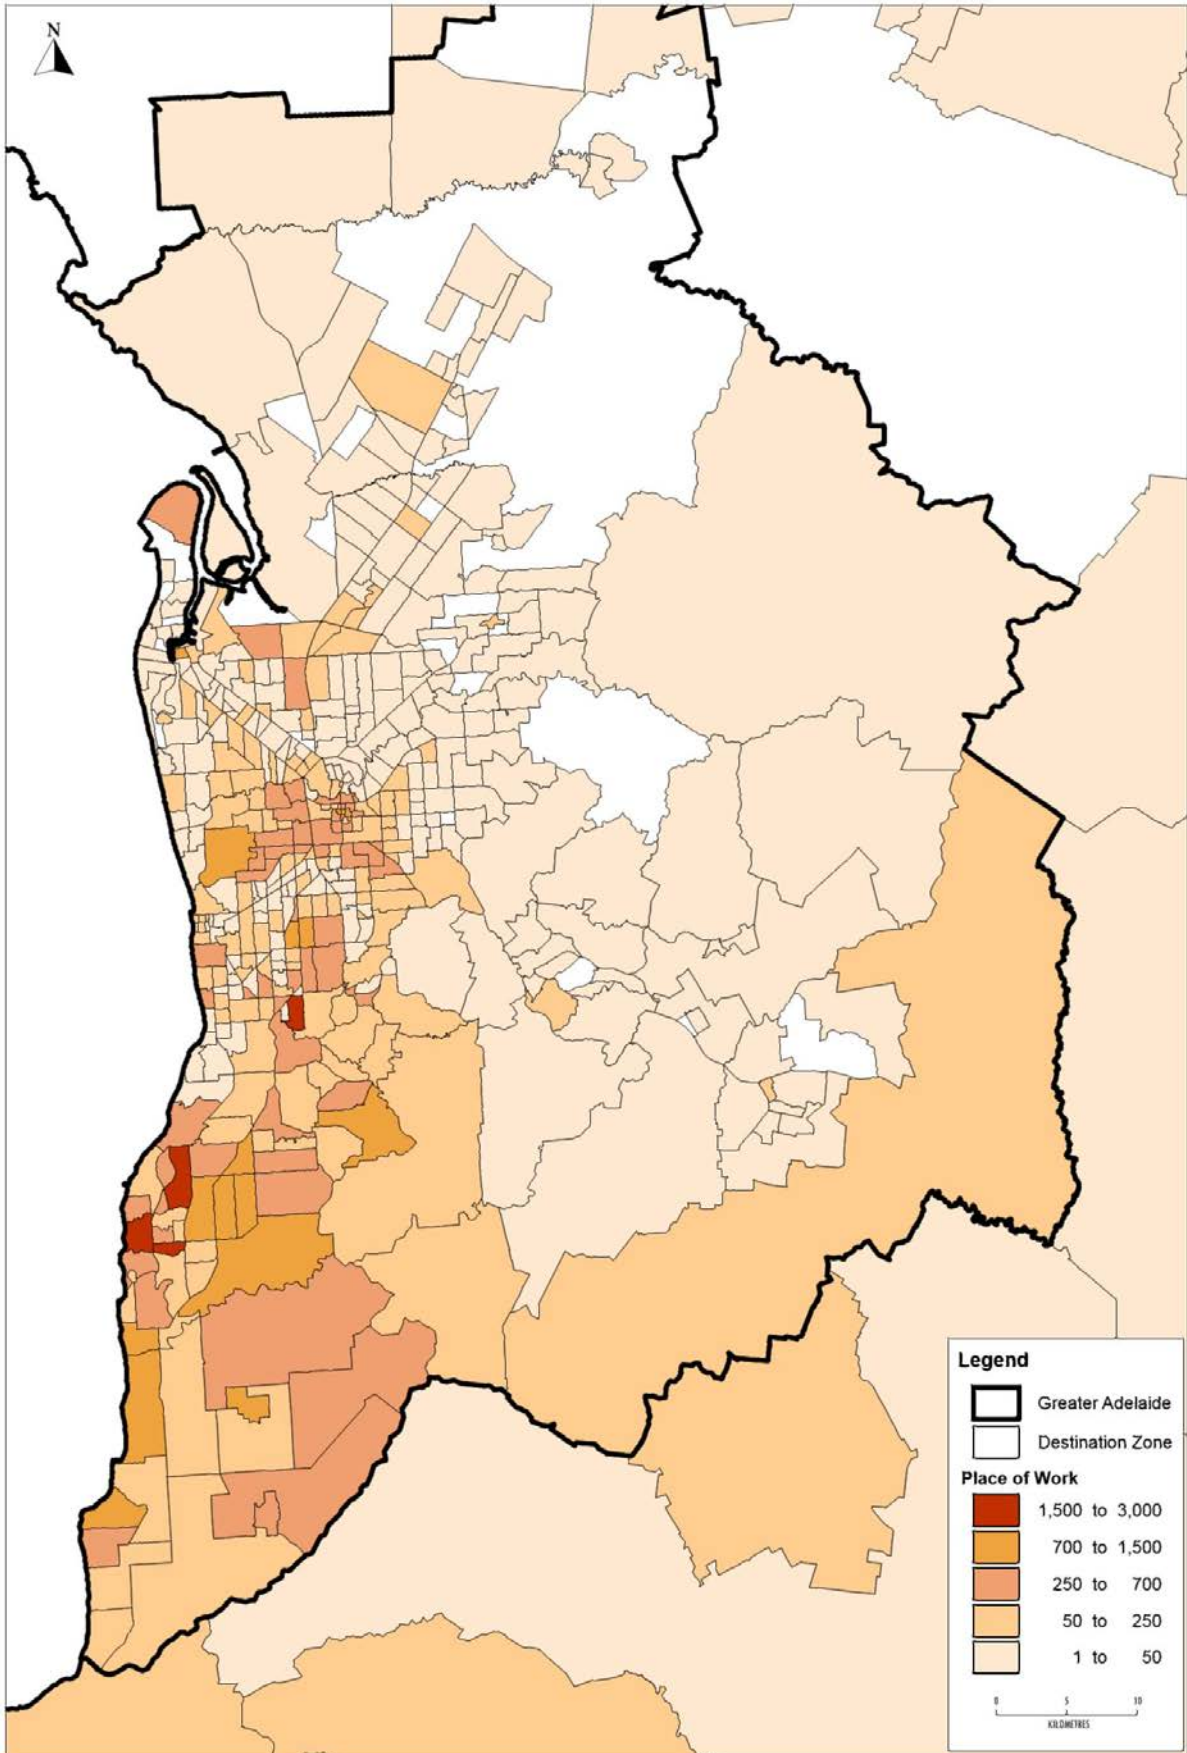 N
Legend
Greater Adelaide
Destination Zone
Place of Work
1,500 to 3,000
700 to 1,500
250 to 700
50 to 250
1 to 50
0 5 10
KILOMETRES